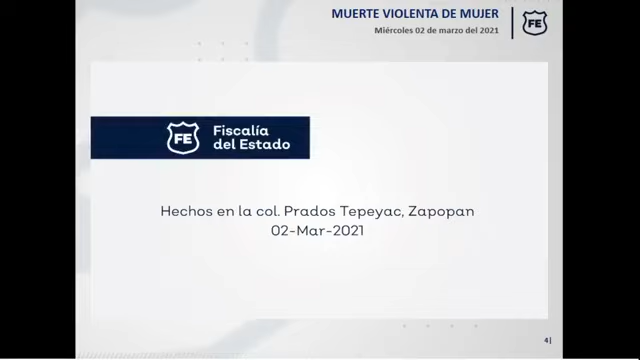 MUERTE VIOLENTA DE MUJER
Miércoles 02 de marzo del 2021
FE
FE
Fiscalía
del Estado
Hechos en la col. Prados Tepeyac, Zapopan
02-Mar-2021
4|